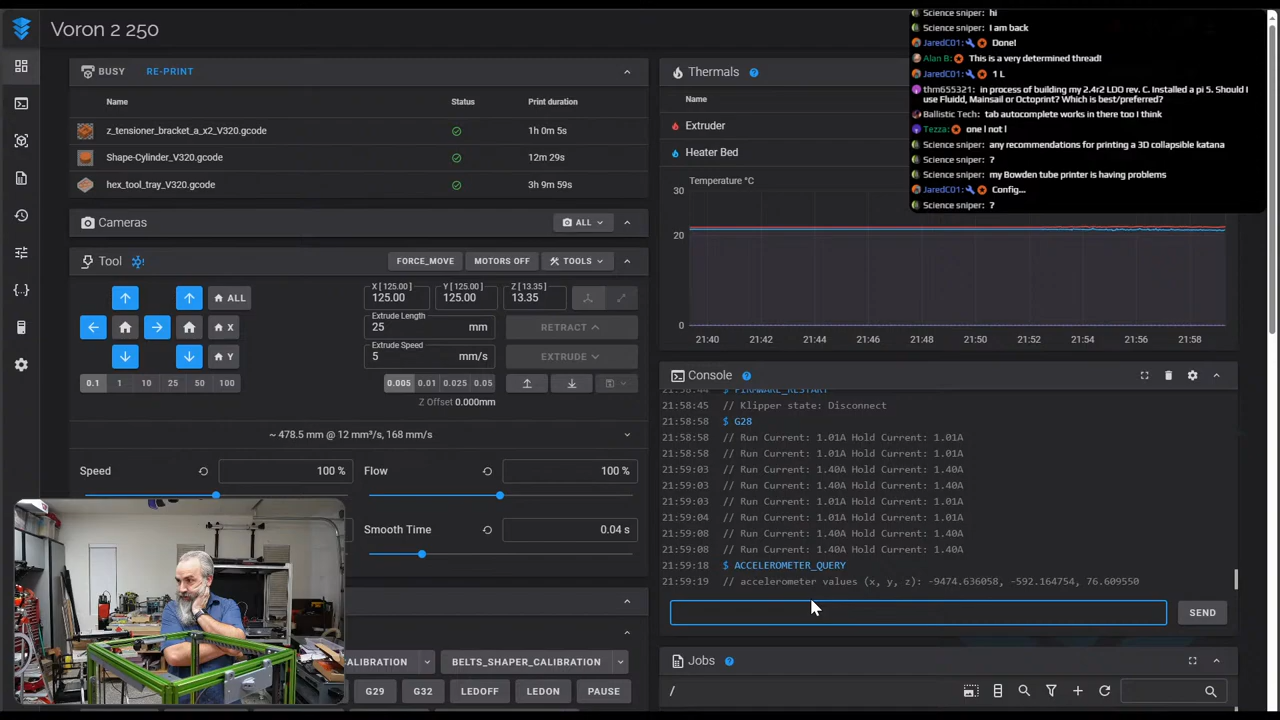 Voron 2 250
Science sniper: hi
Science sniper: I am back
JaredC01: Done!
Alan B: This is a very determined thread!
JaredC01: 1 L
thm655321: in process of building my 2.4r2 LDO rev. C. Installed a pi 5. Should I
use Fluidd, Mainsail or Octoprint? Which is best/preferred?
Ballistic Tech: tab autocomplete works in there too I think
Tezza: one l not l
Science sniper: any recommendations for printing a 3D collapsible katana
Science sniper: ?
Science sniper: my Bowden tube printer is having problems
JaredC01: Config...
Science sniper: ?
BUSY RE-PRINT
Name Status Print duration
z_tensioner_bracket_a_x2_V320.gcode 1h 0m 5s
Shape-Cylinder_V320.gcode 12m 29s
hex_tool_tray_V320.gcode 3h 9m 59s
Cameras ALL
Tool FORCE_MOVE MOTORS OFF TOOLS
X [ 125.00 ] Y [ 125.00 ] Z [ 13.35 ]
125.00 125.00 13.35
ALL
Extrude Length
25 mm RETRACT
X
Extrude Speed
5 mm/s EXTRUDE
Y
0.1 1 10 25 50 100 0.005 0.01 0.025 0.05
Z Offset 0.000mm
~ 478.5 mm @ 12 mm³/s, 168 mm/s
Speed 100 % Flow 100 %
Smooth Time 0.04 s
CALIBRATION BELTS_SHAPER_CALIBRATION
G29 G32 LEDOFF LEDON PAUSE
Thermals
Name
Extruder
Heater Bed
Temperature °C
30
20
0
21:40 21:42 21:44 21:46 21:48 21:50 21:52 21:54 21:56 21:58
Console
21:58:44 $ FIRMWARE_RESTART
21:58:45 // Klipper state: Disconnect
21:58:58 $ G28
21:58:58 // Run Current: 1.01A Hold Current: 1.01A
21:58:58 // Run Current: 1.01A Hold Current: 1.01A
21:59:03 // Run Current: 1.40A Hold Current: 1.40A
21:59:03 // Run Current: 1.40A Hold Current: 1.40A
21:59:03 // Run Current: 1.01A Hold Current: 1.01A
21:59:04 // Run Current: 1.01A Hold Current: 1.01A
21:59:08 // Run Current: 1.40A Hold Current: 1.40A
21:59:08 // Run Current: 1.40A Hold Current: 1.40A
21:59:18 $ ACCELEROMETER_QUERY
21:59:19 // accelerometer values (x, y, z): -9474.636058, -592.164754, 76.609550
SEND
Jobs
/